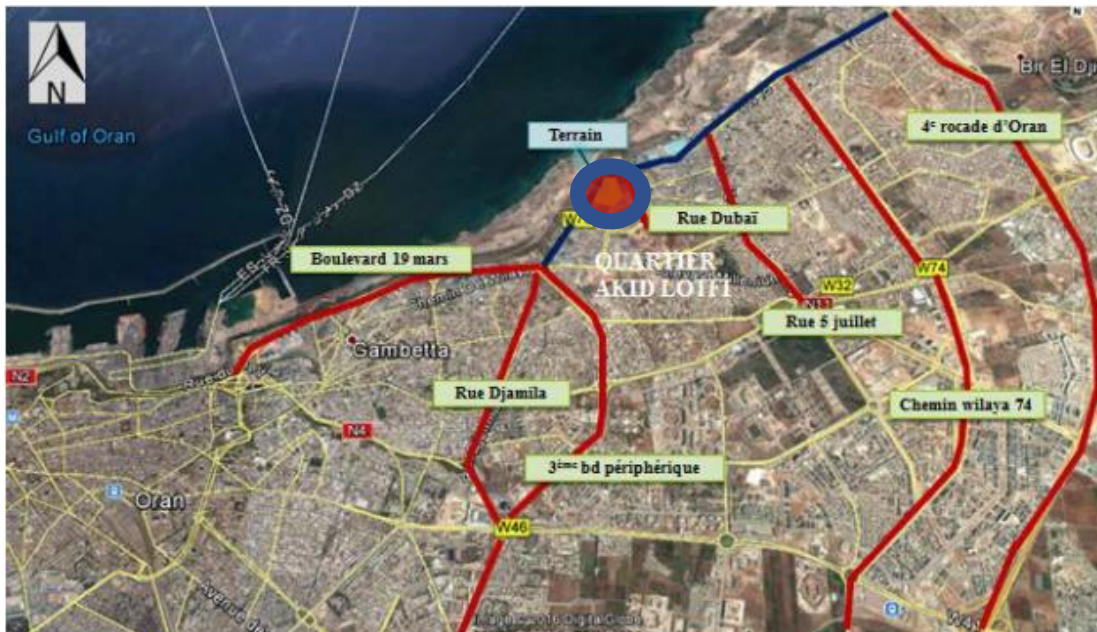 N
N
Bir El Dj
4e rocade d'Oran
Gulf of Oran
Terrain
Rue Dubaï
QUARTIER
AKID LOTFI
Boulevard 19 mars
W74
W32
N11
Rue 5 juillet
Gambetta
N2
Rue Djamila
Chemin wilaya 74
N4
3ème bd périphérique
Oran
W46